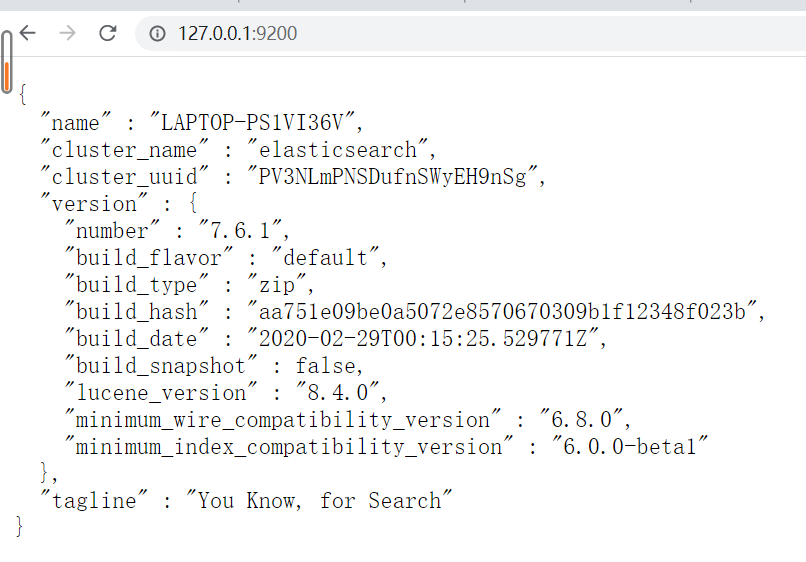 127.0.0.1:9200
{
"name" : "LAPTOP-PS1VI36V",
"cluster_name" : "elasticsearch",
"cluster_uuid" : "PV3NLmPNSDufnSWyEH9nSg",
"version" : {
"number" : "7.6.1",
"build_flavor" : "default",
"build_type" : "zip",
"build_hash" : "aa751e09be0a5072e8570670309b1f12348f023b",
"build_date" : "2020-02-29T00:15:25.529771Z",
"build_snapshot" : false,
"lucene_version" : "8.4.0",
"minimum_wire_compatibility_version" : "6.8.0",
"minimum_index_compatibility_version" : "6.0.0-beta1"
},
"tagline" : "You Know, for Search"
}